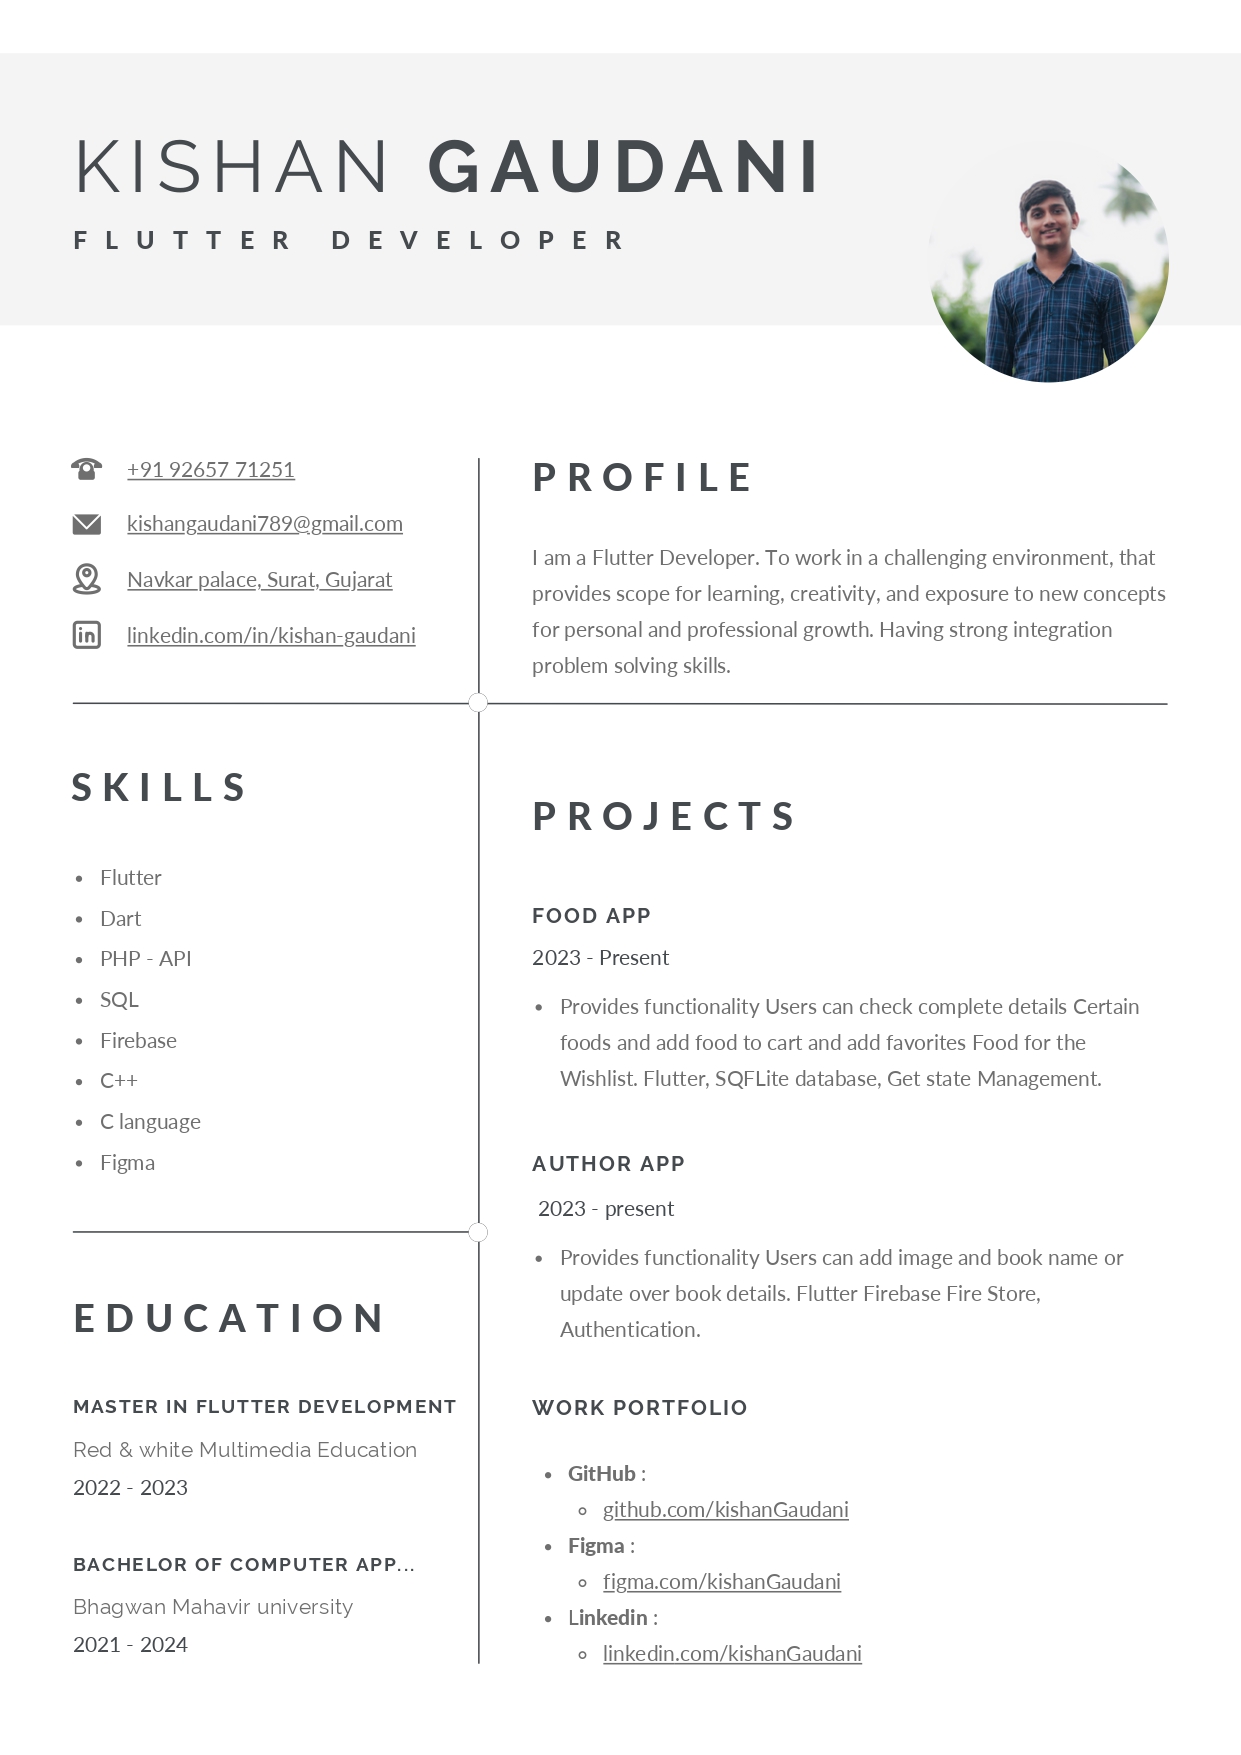 KISHAN GAUDANI
FLUTTER DEVELOPER
+91 92657 71251
kishangaudani789@gmail.com
Navkar palace, Surat, Gujarat
in
linkedin.com/in/kishan-gaudani
PROFILE
I am a Flutter Developer. To work in a challenging environment, that
provides scope for learning, creativity, and exposure to new concepts
for personal and professional growth. Having strong integration
problem solving skills.
SKILLS
• Flutter
• Dart
• PHP - API
• SQL
• Firebase
• C++
• C language
• Figma
EDUCATION
MASTER IN FLUTTER DEVELOPMENT
Red & white Multimedia Education
2022 - 2023
BACHELOR OF COMPUTER APP...
Bhagwan Mahavir university
2021 - 2024
PROJECTS
FOOD APP
2023 - Present
• Provides functionality Users can check complete details Certain
foods and add food to cart and add favorites Food for the
Wishlist. Flutter, SQFLite database, Get state Management.
AUTHOR APP
2023 - present
• Provides functionality Users can add image and book name or
update over book details. Flutter Firebase Fire Store,
Authentication.
WORK PORTFOLIO
• GitHub :
◦ github.com/kishanGaudani
• Figma :
◦ figma.com/kishanGaudani
• Linkedin :
◦ linkedin.com/kishanGaudani